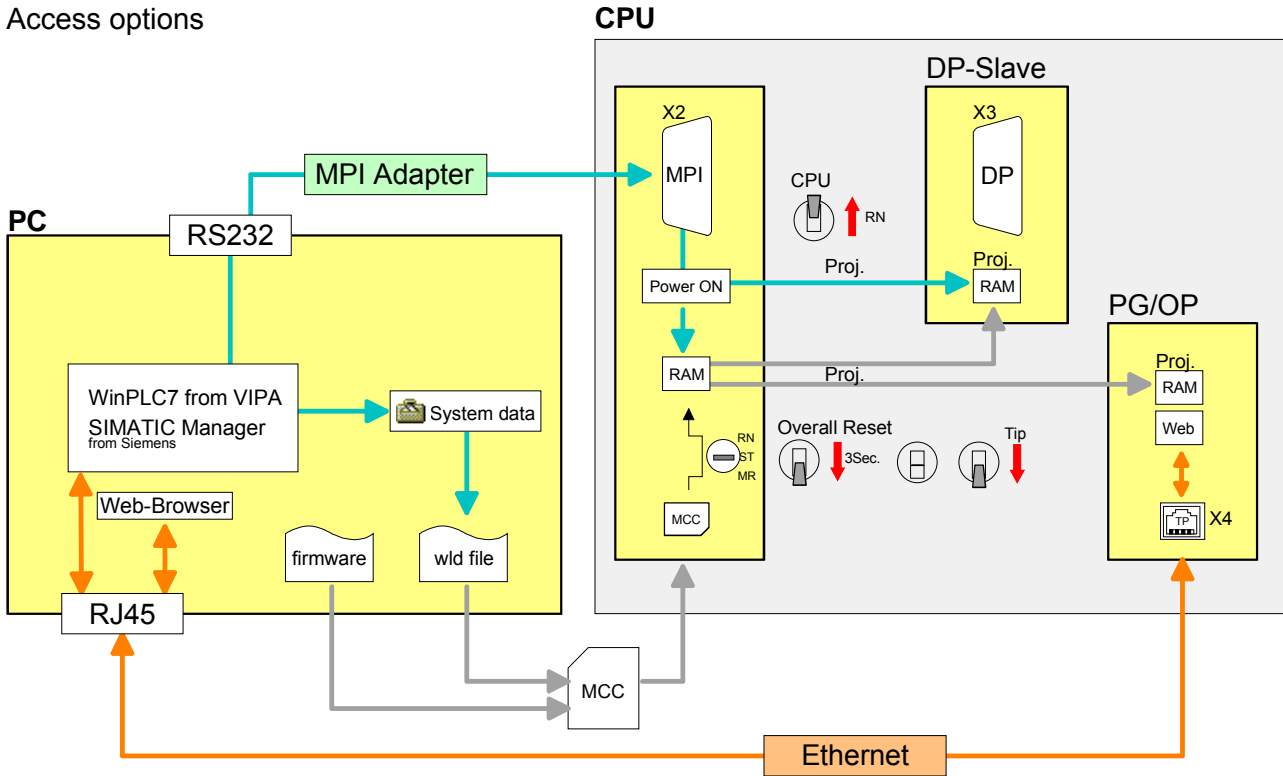 Access options
CPU
DP-Slave
X2
MPI
X3
DP
CPU
RN
MPI Adapter
PC
RS232
Power ON
Proj.
Proj.
RAM
PG/OP
WinPLC7 from VIPA
SIMATIC Manager
from Siemens
System data
RAM
Proj.
Proj.
RAM
Web
RN
ST
MR
Overall Reset
3Sec.
Tip
Web-Browser
firmware
wld file
MCC
TP
X4
RJ45
MCC
Ethernet